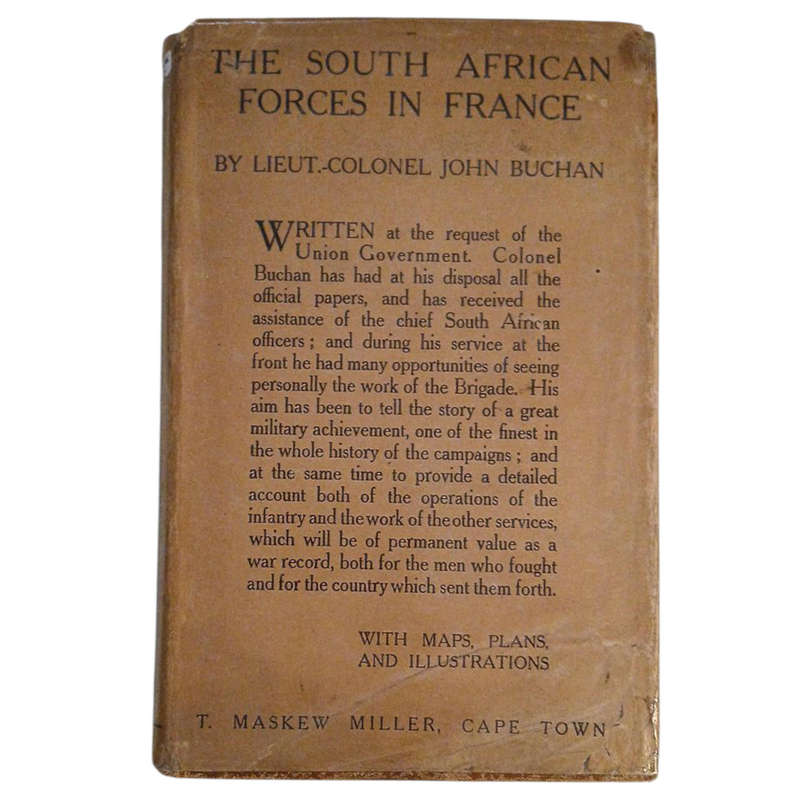 THE SOUTH AFRICAN
FORCES IN FRANCE
BY LIEUT.-COLONEL JOHN BUCHAN
WRITTEN at the request of the
Union Government. Colonel
Buchan has had at his disposal all the
official papers, and has received the
assistance of the chief South African
officers; and during his service at the
front he had many opportunities of seeing
personally the work of the Brigade. His
aim has been to tell the story of a great
military achievement, one of the finest in
the whole history of the campaigns; and
at the same time to provide a detailed
account both of the operations of the
infantry and the work of the other services,
which will be of permanent value as a
war record, both for the men who fought
and for the country which sent them forth.
WITH MAPS, PLANS,
AND ILLUSTRATIONS
T. MASKEW MILLER, CAPE TOWN